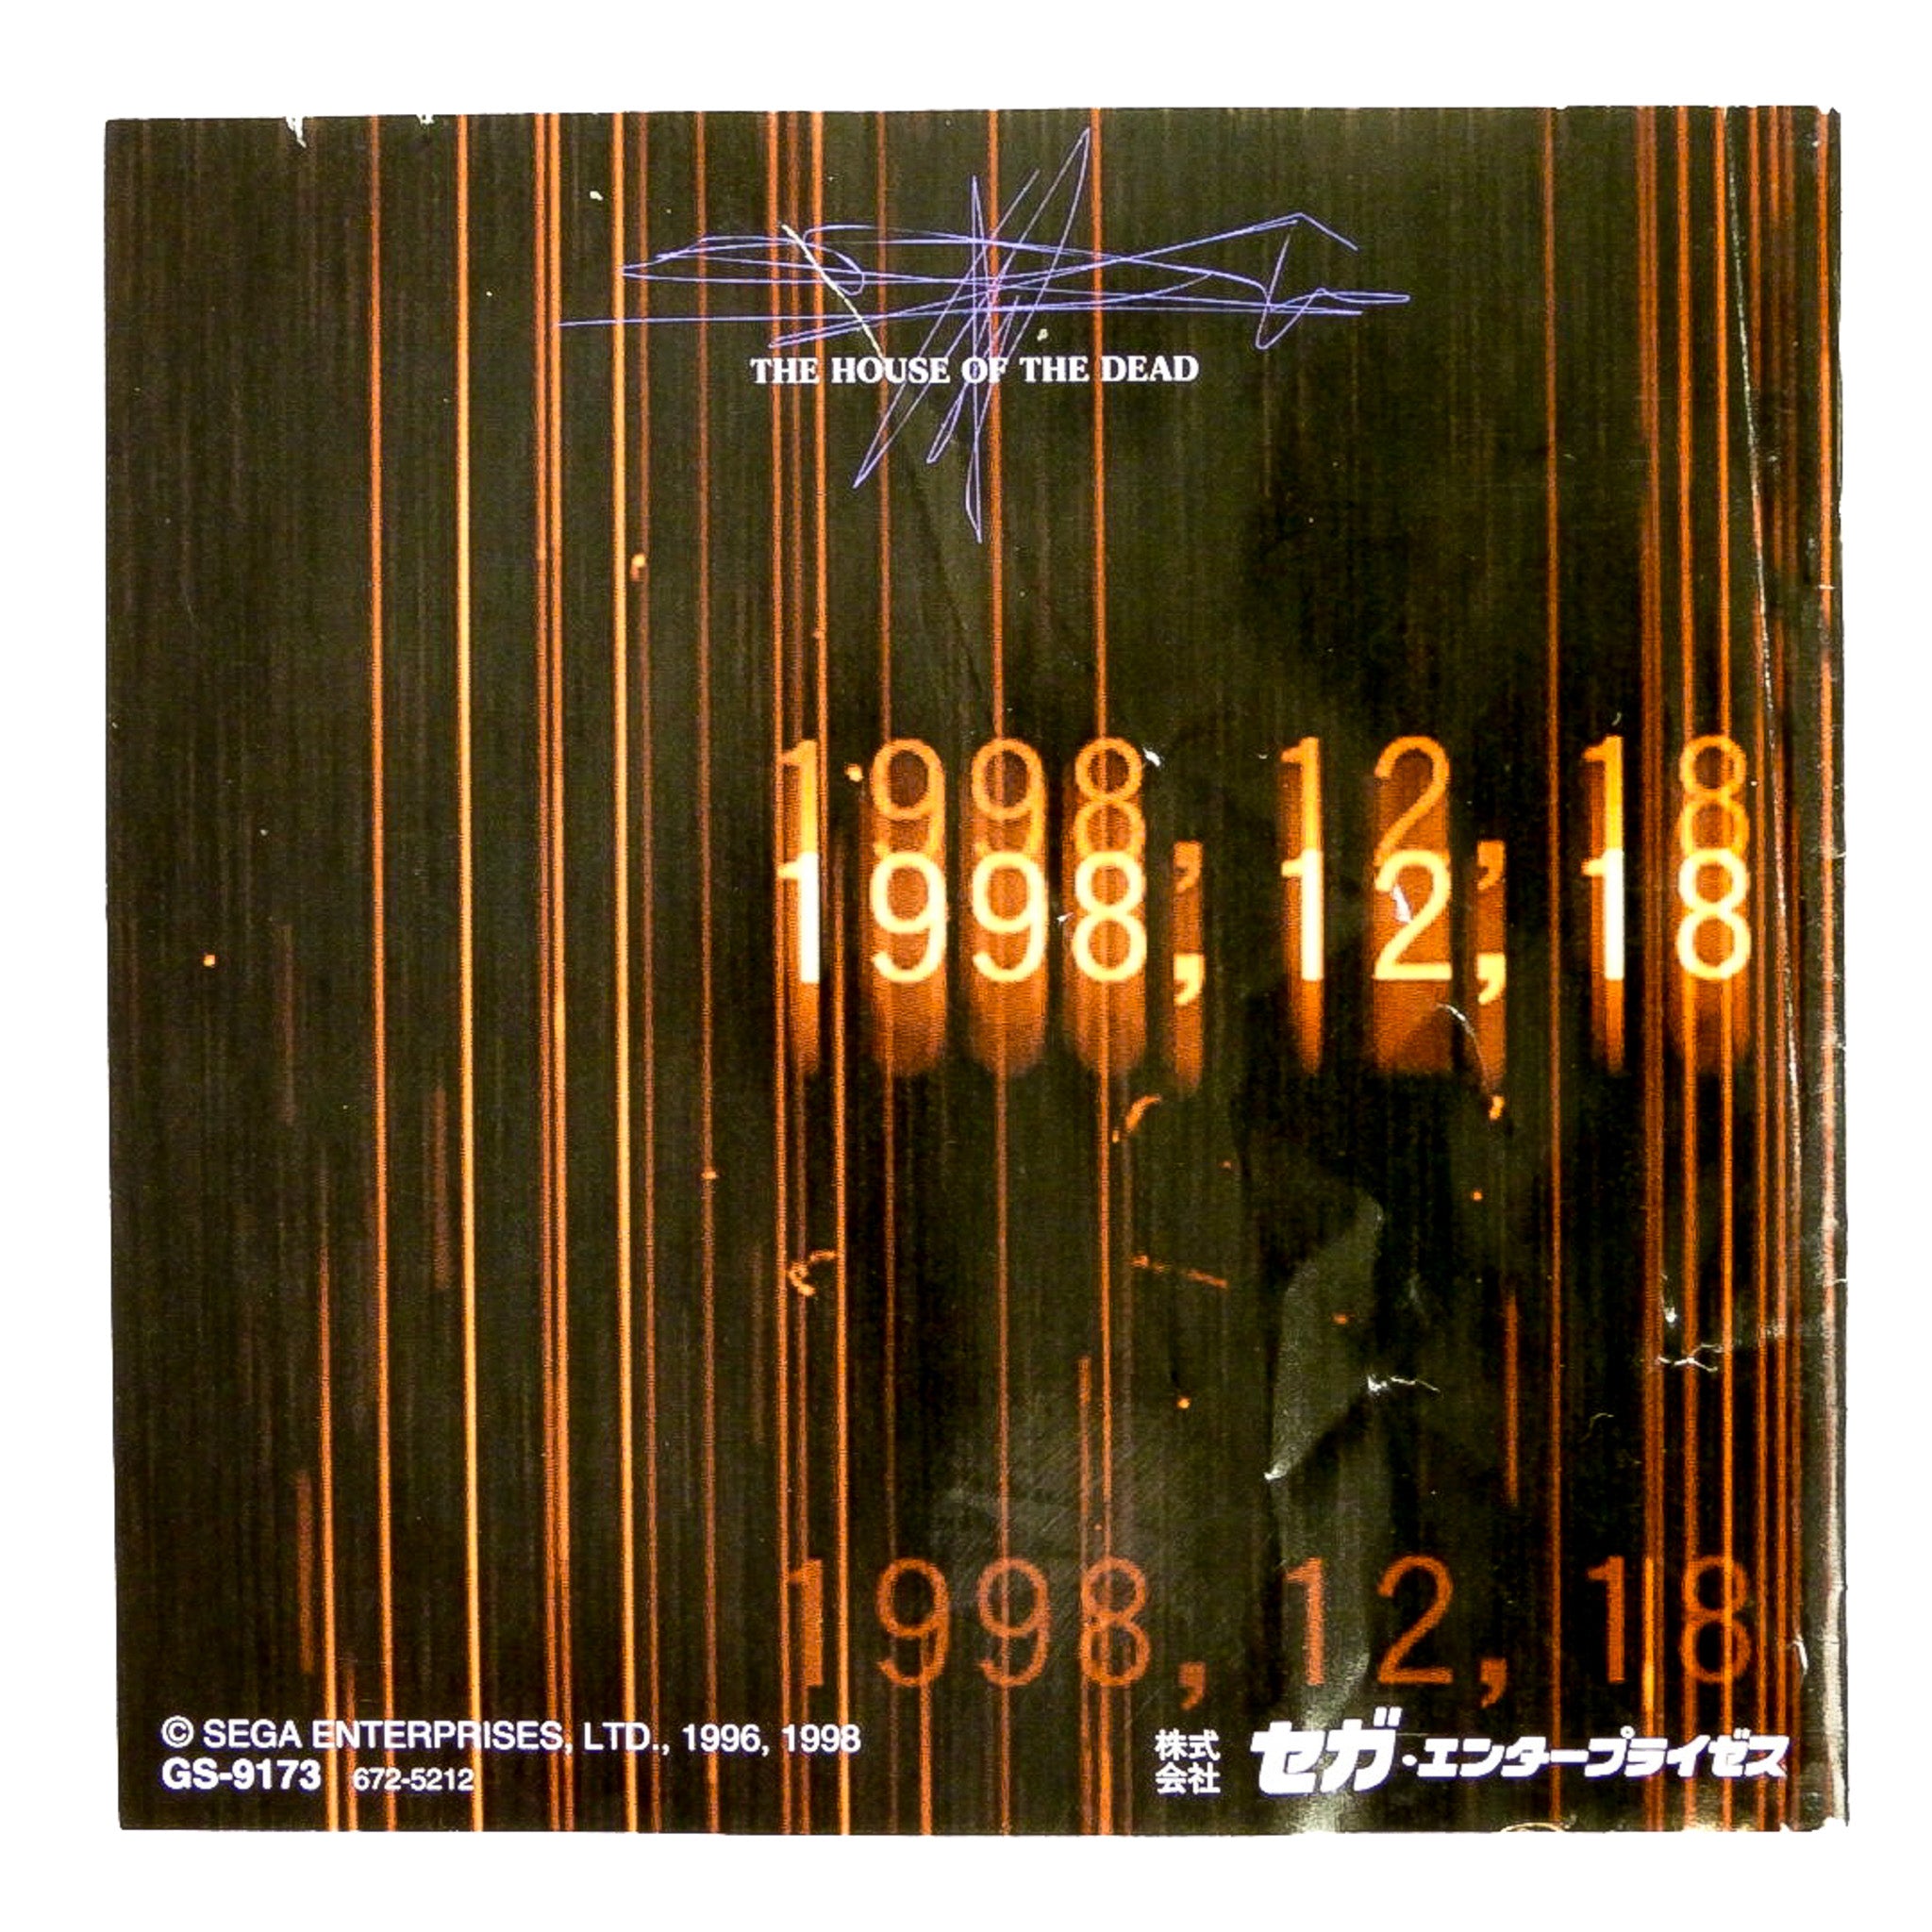 THE HOUSE OF THE DEAD
1998, 12, 18
1998, 12, 18
1998, 12, 18
© SEGA ENTERPRISES, LTD., 1996, 1998
GS-9173 672-5212
株式会社 セガ・エンタープライゼス